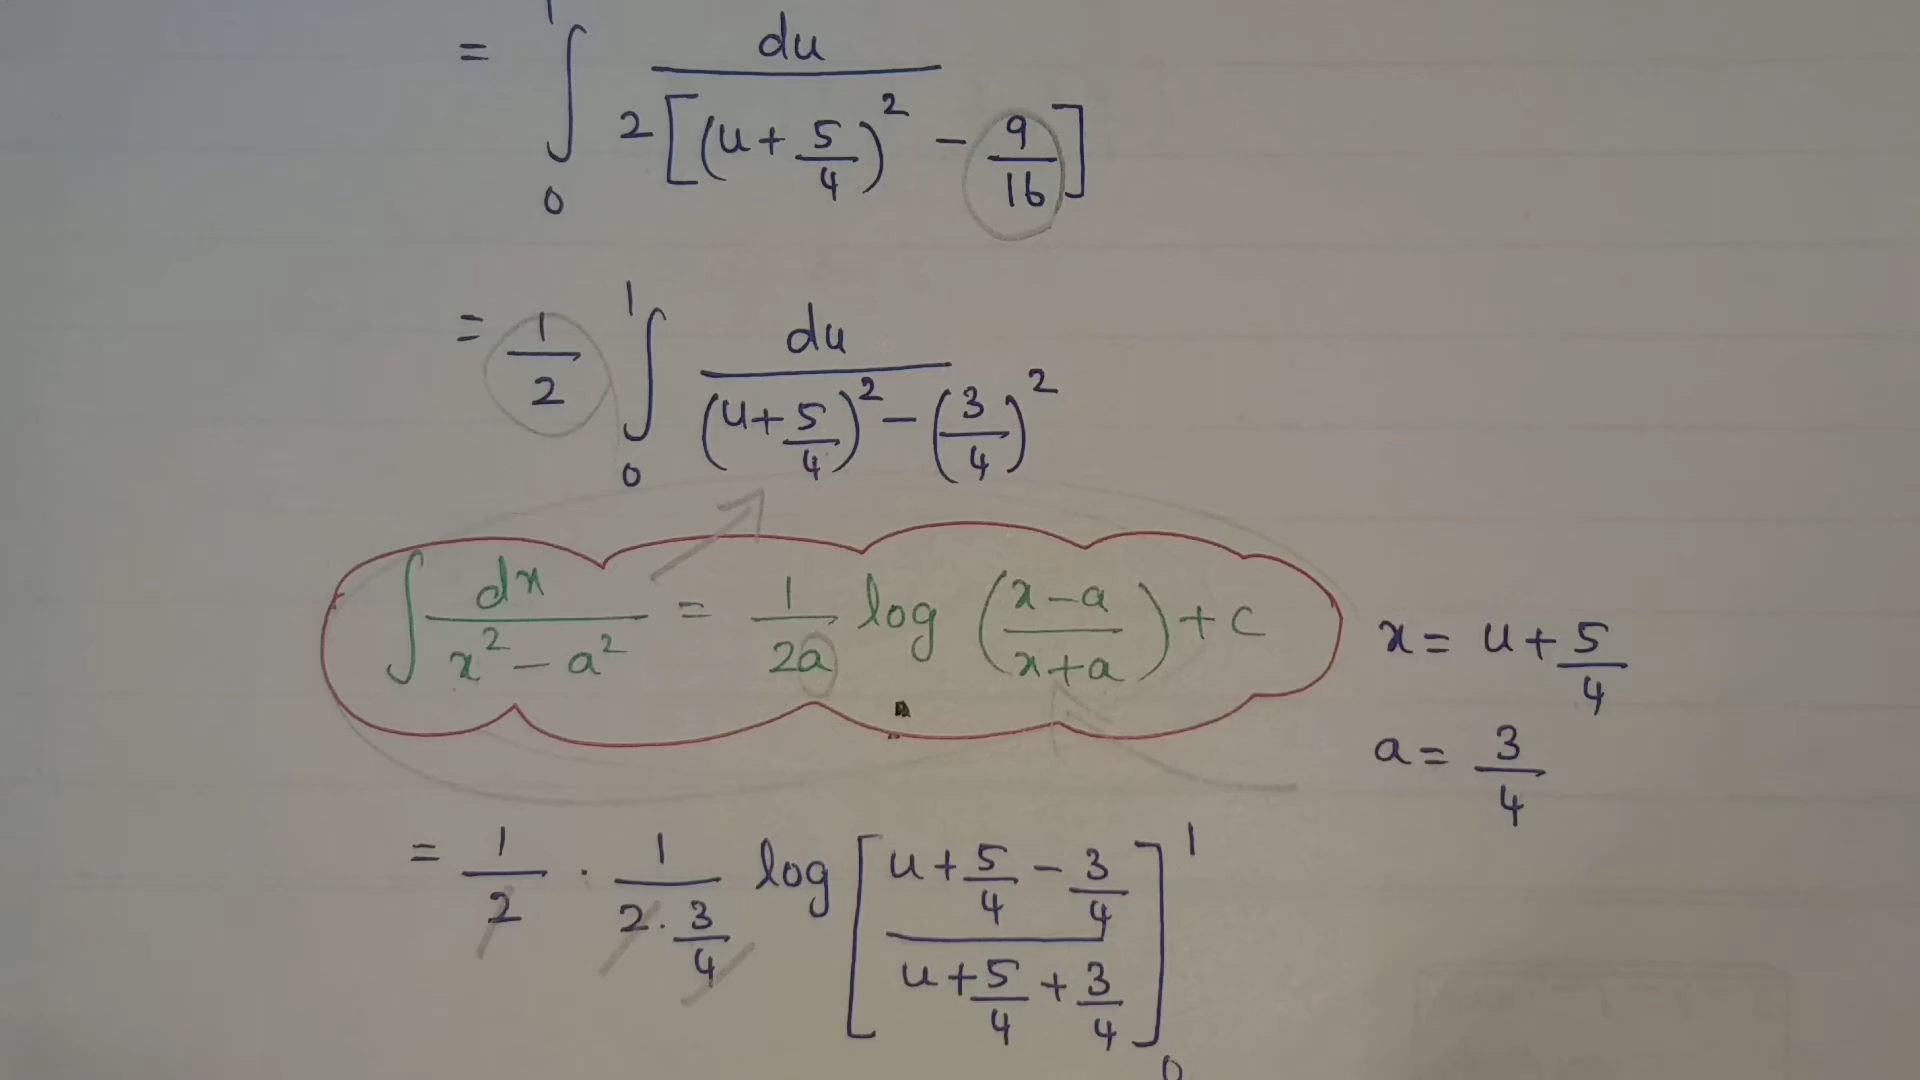 = ∫₀¹ du / 2[(u + 5/4)² - 9/16]
= 1/2 ∫₀¹ du / (u + 5/4)² - (3/4)²
∫ dx / x² - a² = 1/2a log (x - a / x + a) + c
x = u + 5/4
a = 3/4
= 1/2 · 1 / 2 · 3/4 log [u + 5/4 - 3/4 / u + 5/4 + 3/4]₀¹